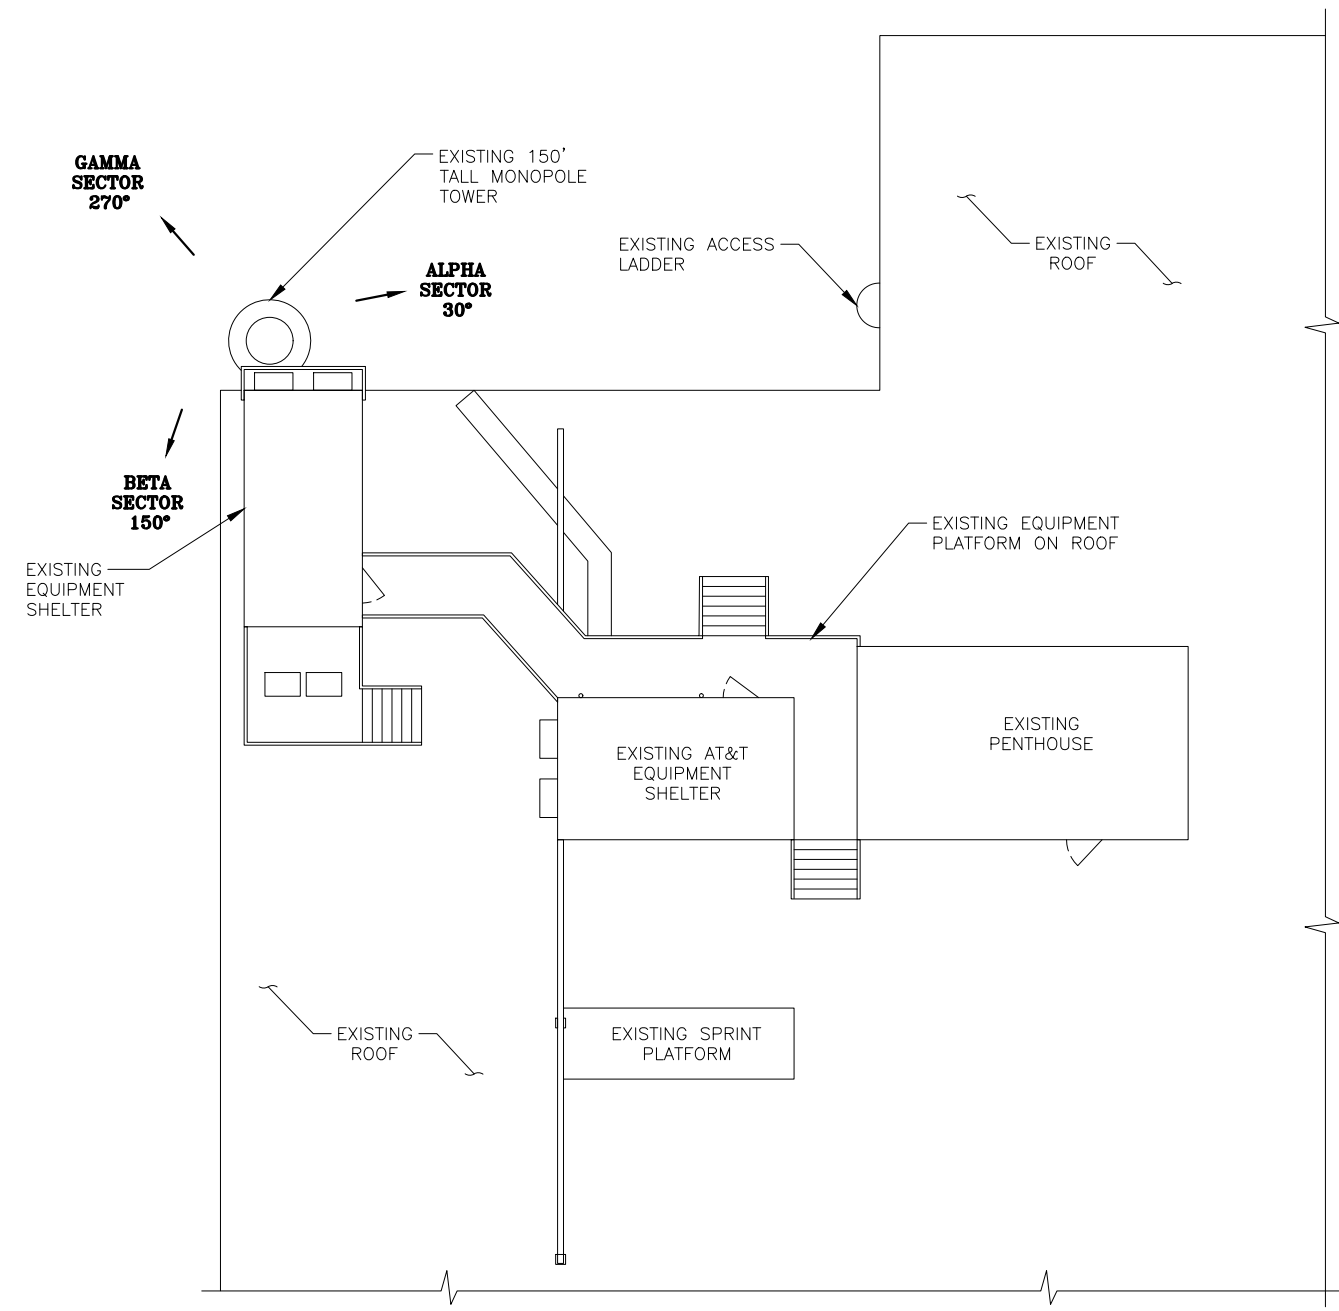 GAMMA
SECTOR
270°
EXISTING 150'
TALL MONOPOLE
TOWER
EXISTING ACCESS
LADDER
EXISTING
ROOF
ALPHA
SECTOR
30°
BETA
SECTOR
150°
EXISTING
EQUIPMENT
SHELTER
EXISTING EQUIPMENT
PLATFORM ON ROOF
EXISTING
PENTHOUSE
EXISTING AT&T
EQUIPMENT
SHELTER
EXISTING
ROOF
EXISTING SPRINT
PLATFORM